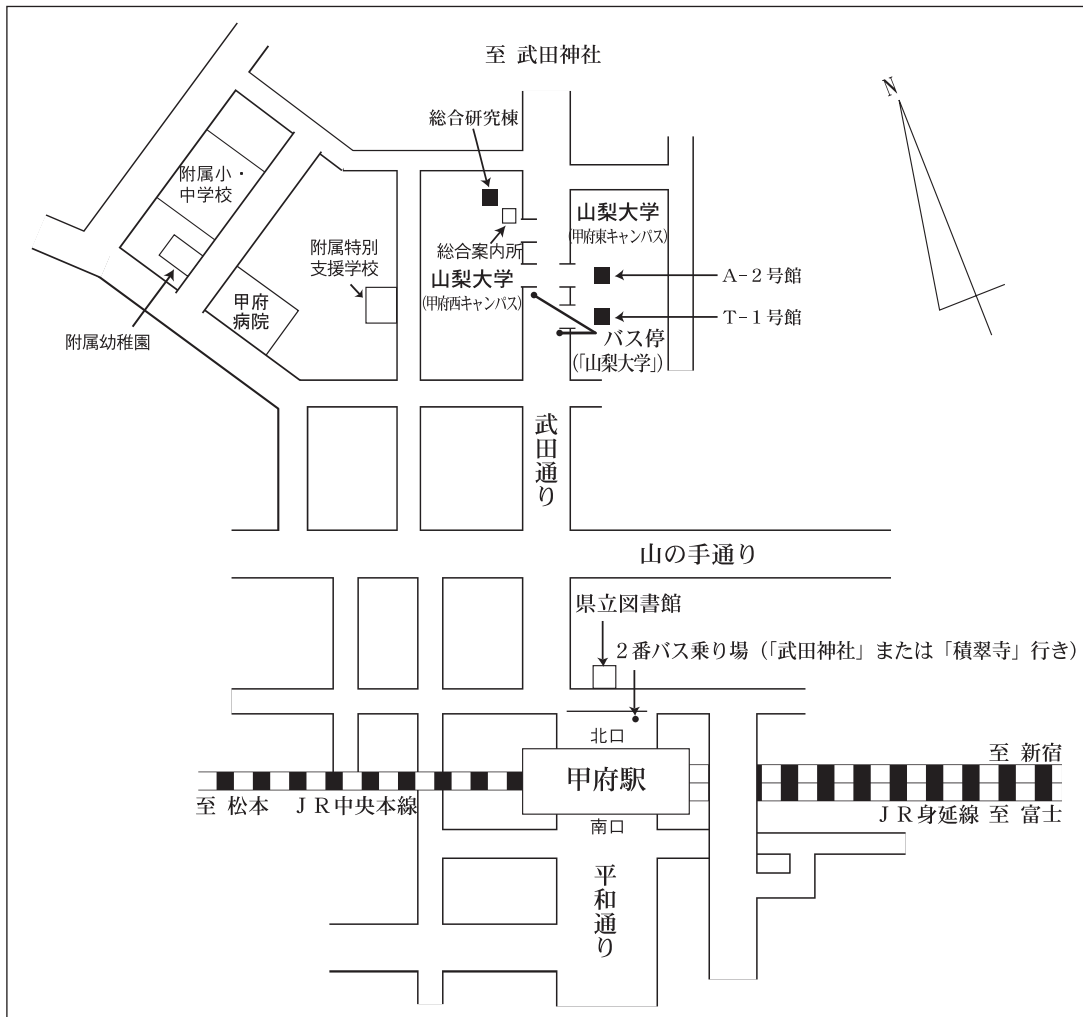 至 武田神社
N
総合研究棟
附属小・
中学校
山梨大学
(甲府東キャンパス)
附属特別
支援学校
総合案内所
山梨大学
(甲府西キャンパス)
A-2号館
甲府
病院
T-1号館
附属幼稚園
バス停
(「山梨大学」)
武田通り
山の手通り
県立図書館
2番バス乗り場(「武田神社」または「積翠寺」行き)
北口
甲府駅
至 新宿
至 松本 JR中央本線
JR身延線 至 富士
南口
平和通り